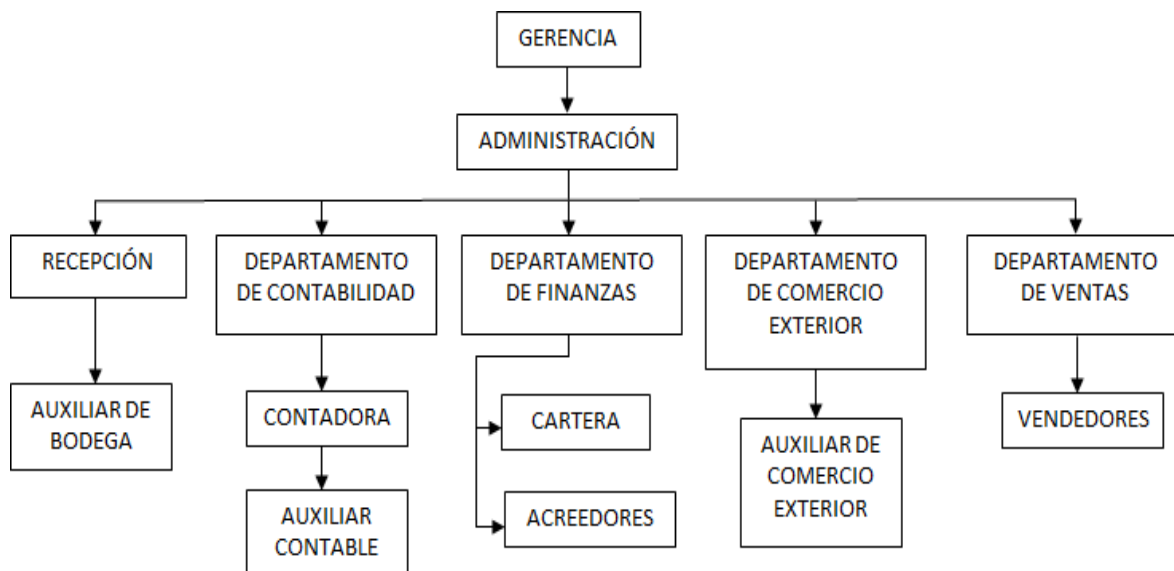 GERENCIA
ADMINISTRACIÓN
RECEPCIÓN
DEPARTAMENTO
DE CONTABILIDAD
DEPARTAMENTO
DE FINANZAS
DEPARTAMENTO
DE COMERCIO
EXTERIOR
DEPARTAMENTO
DE VENTAS
AUXILIAR DE
BODEGA
CONTADORA
CARTERA
AUXILIAR DE
COMERCIO
EXTERIOR
VENDEDORES
AUXILIAR
CONTABLE
ACREEDORES